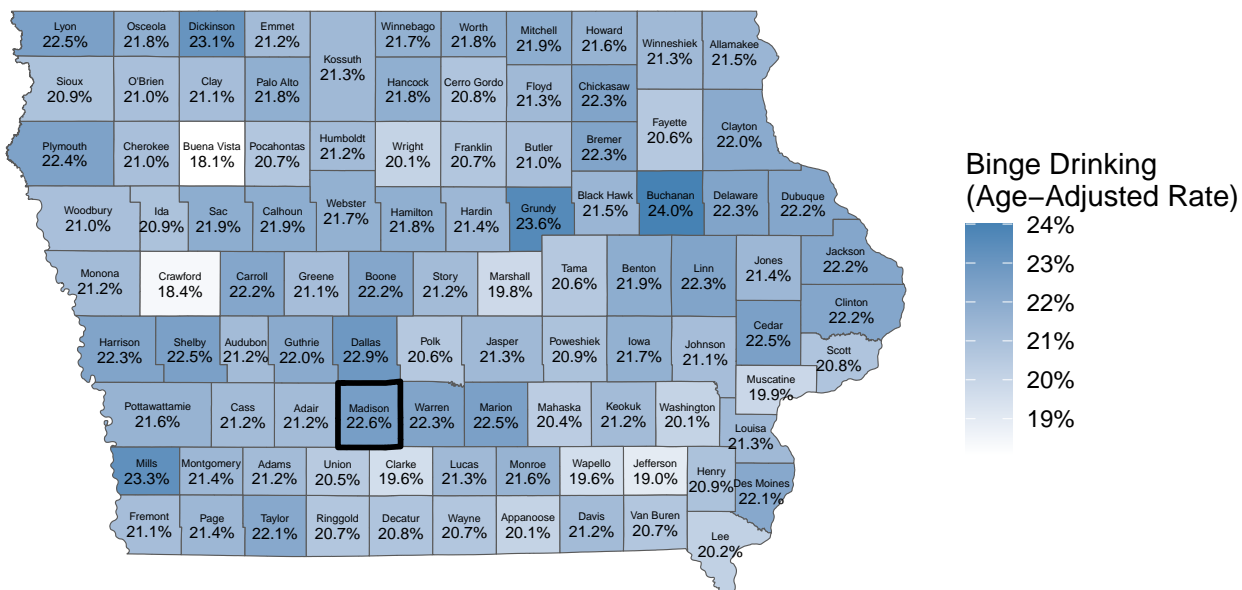 Lyon
22.5%
Osceola
21.8%
Dickinson
23.1%
Emmet
21.2%
Kossuth
21.3%
Winnebago
21.7%
Worth
21.8%
Mitchell
21.9%
Howard
21.6%
Winneshiek
21.3%
Allamakee
21.5%
Sioux
20.9%
O'Brien
21.0%
Clay
21.1%
Palo Alto
21.8%
Hancock
21.8%
Cerro Gordo
20.8%
Floyd
21.3%
Chickasaw
22.3%
Fayette
20.6%
Clayton
22.0%
Plymouth
22.4%
Cherokee
21.0%
Buena Vista
18.1%
Pocahontas
20.7%
Humboldt
21.2%
Wright
20.1%
Franklin
20.7%
Butler
21.0%
Bremer
22.3%
Woodbury
21.0%
Ida
20.9%
Sac
21.9%
Calhoun
21.9%
Webster
21.7%
Hamilton
21.8%
Hardin
21.4%
Grundy
23.6%
Black Hawk
21.5%
Buchanan
24.0%
Delaware
22.3%
Dubuque
22.2%
Monona
21.2%
Crawford
18.4%
Carroll
22.2%
Greene
21.1%
Boone
22.2%
Story
21.2%
Marshall
19.8%
Tama
20.6%
Benton
21.9%
Linn
22.3%
Jones
21.4%
Jackson
22.2%
Clinton
22.2%
Harrison
22.3%
Shelby
22.5%
Audubon
21.2%
Guthrie
22.0%
Dallas
22.9%
Polk
20.6%
Jasper
21.3%
Poweshiek
20.9%
Iowa
21.7%
Johnson
21.1%
Cedar
22.5%
Scott
20.8%
Muscatine
19.9%
Pottawattamie
21.6%
Cass
21.2%
Adair
21.2%
Madison
22.6%
Warren
22.3%
Marion
22.5%
Mahaska
20.4%
Keokuk
21.2%
Washington
20.1%
Louisa
21.3%
Mills
23.3%
Montgomery
21.4%
Adams
21.2%
Union
20.5%
Clarke
19.6%
Lucas
21.3%
Monroe
21.6%
Wapello
19.6%
Jefferson
19.0%
Henry
20.9%
Des Moines
22.1%
Fremont
21.1%
Page
21.4%
Taylor
22.1%
Ringgold
20.7%
Decatur
20.8%
Wayne
20.7%
Appanoose
20.1%
Davis
21.2%
Van Buren
20.7%
Lee
20.2%
Binge Drinking
(Age−Adjusted Rate)
24%
23%
22%
21%
20%
19%